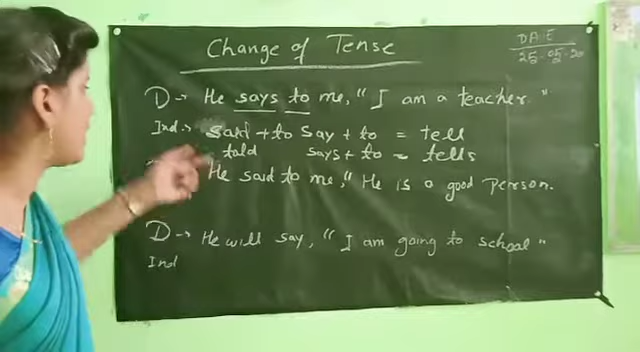 Change of Tense
DATE
25-05-20
D → He says to me, "I am a teacher."
Ind → said + to say + to = tell
told says + to = tells
He said to me, "He is a good person.
D → He will say, "I am going to school"
Ind